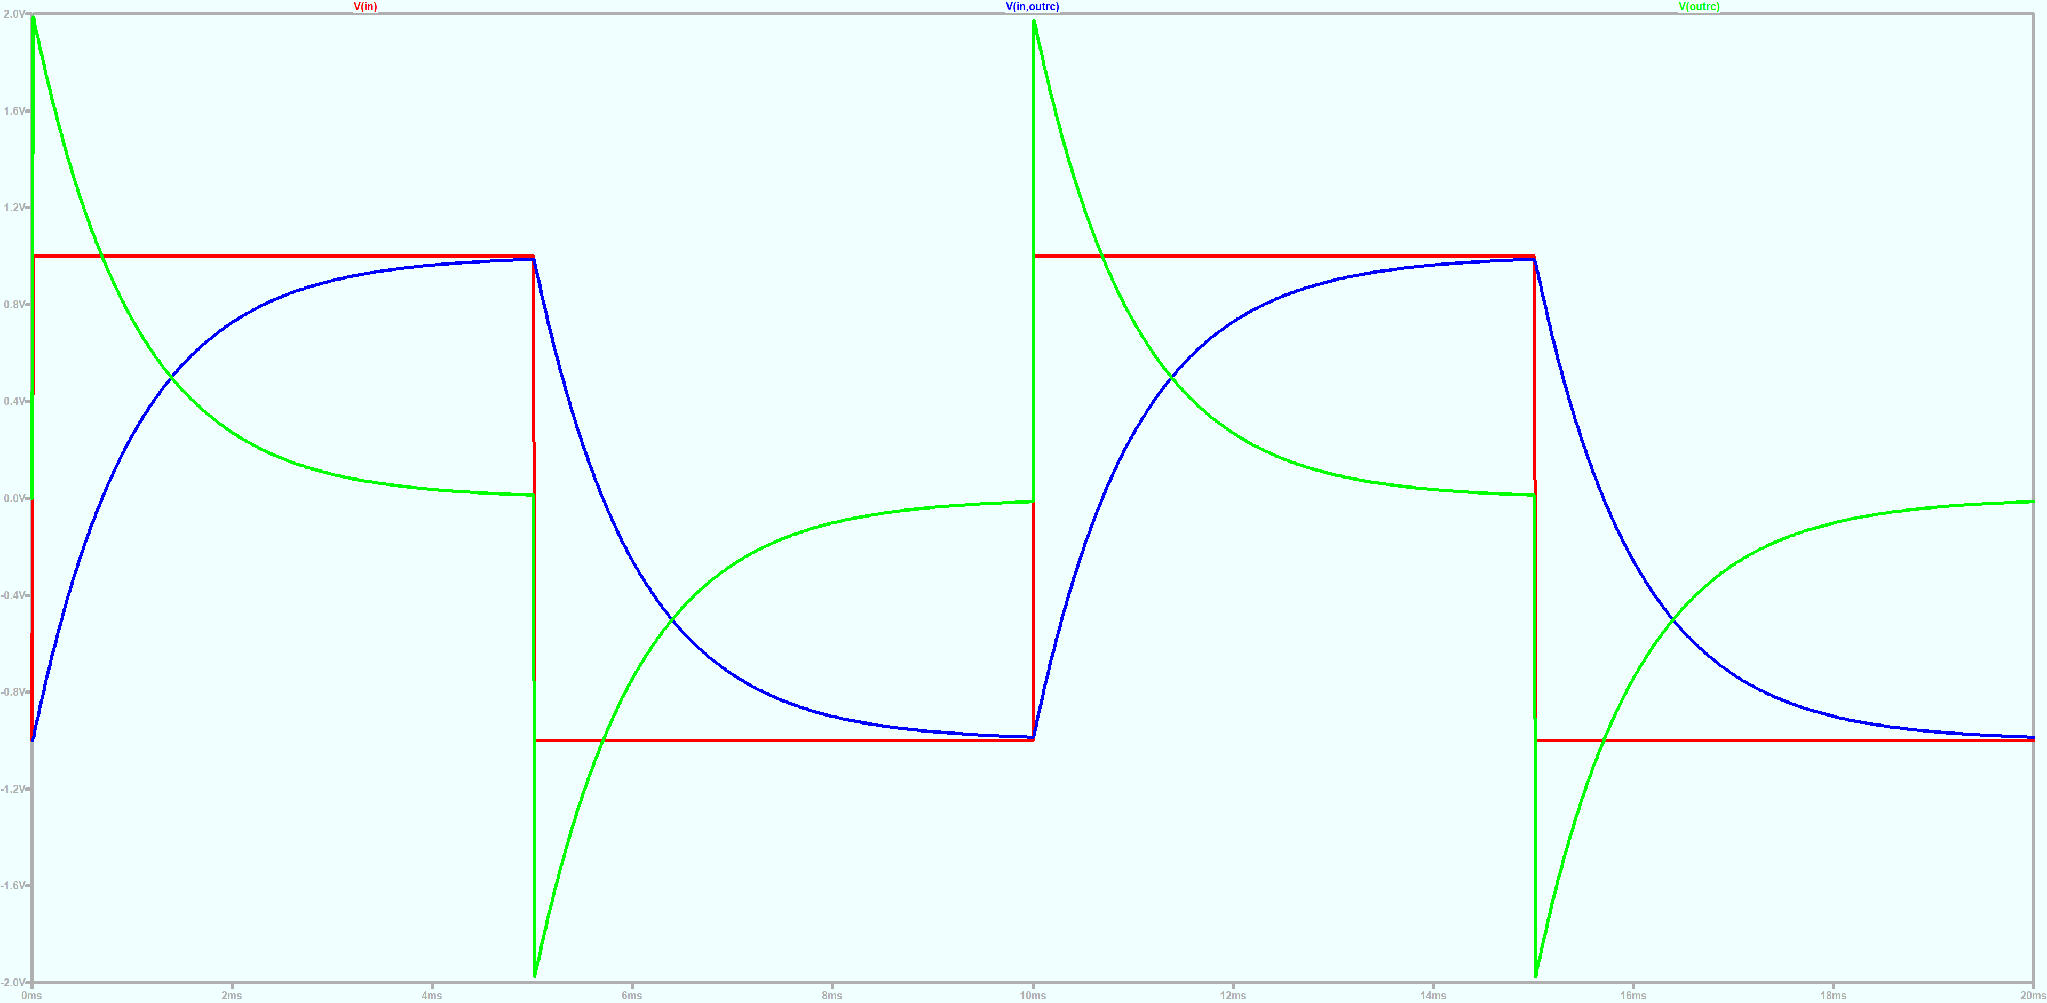 V(in) V(in,outrc) V(outrc)
2.0V
1.6V
1.2V
0.8V
0.4V
0.0V
-0.4V
-0.8V
-1.2V
-1.6V
-2.0V
0ms 2ms 4ms 6ms 8ms 10ms 12ms 14ms 16ms 18ms 20ms